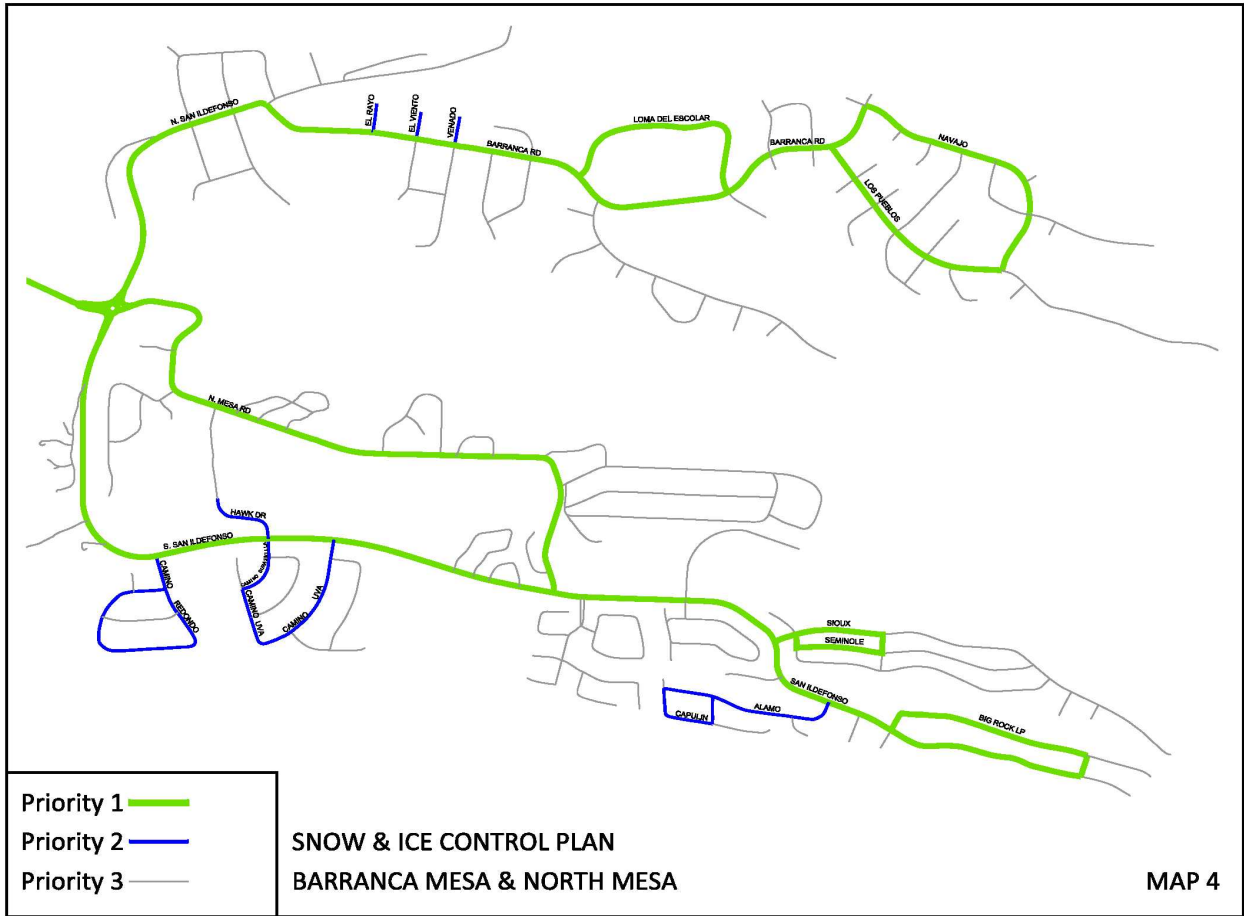 N. SAN ILDEFONSO
EL RAYO
EL VIENTO
VENADO
BARRANCA RD
LOMA DEL ESCOLAR
BARRANCA RD
NAVAJO
LOS PUEBLOS
N. MESA RD
HAWK DR
S. SAN ILDEFONSO
CAMINO
REDONDO
CAMINO
CAMINO UVA
CAMINO
UVA
SIOUX
SEMINOLE
SAN ILDEFONSO
ALAMO
CAPULIN
BIG ROCK LP
Priority 1
Priority 2
Priority 3
SNOW & ICE CONTROL PLAN
BARRANCA MESA & NORTH MESA
MAP 4